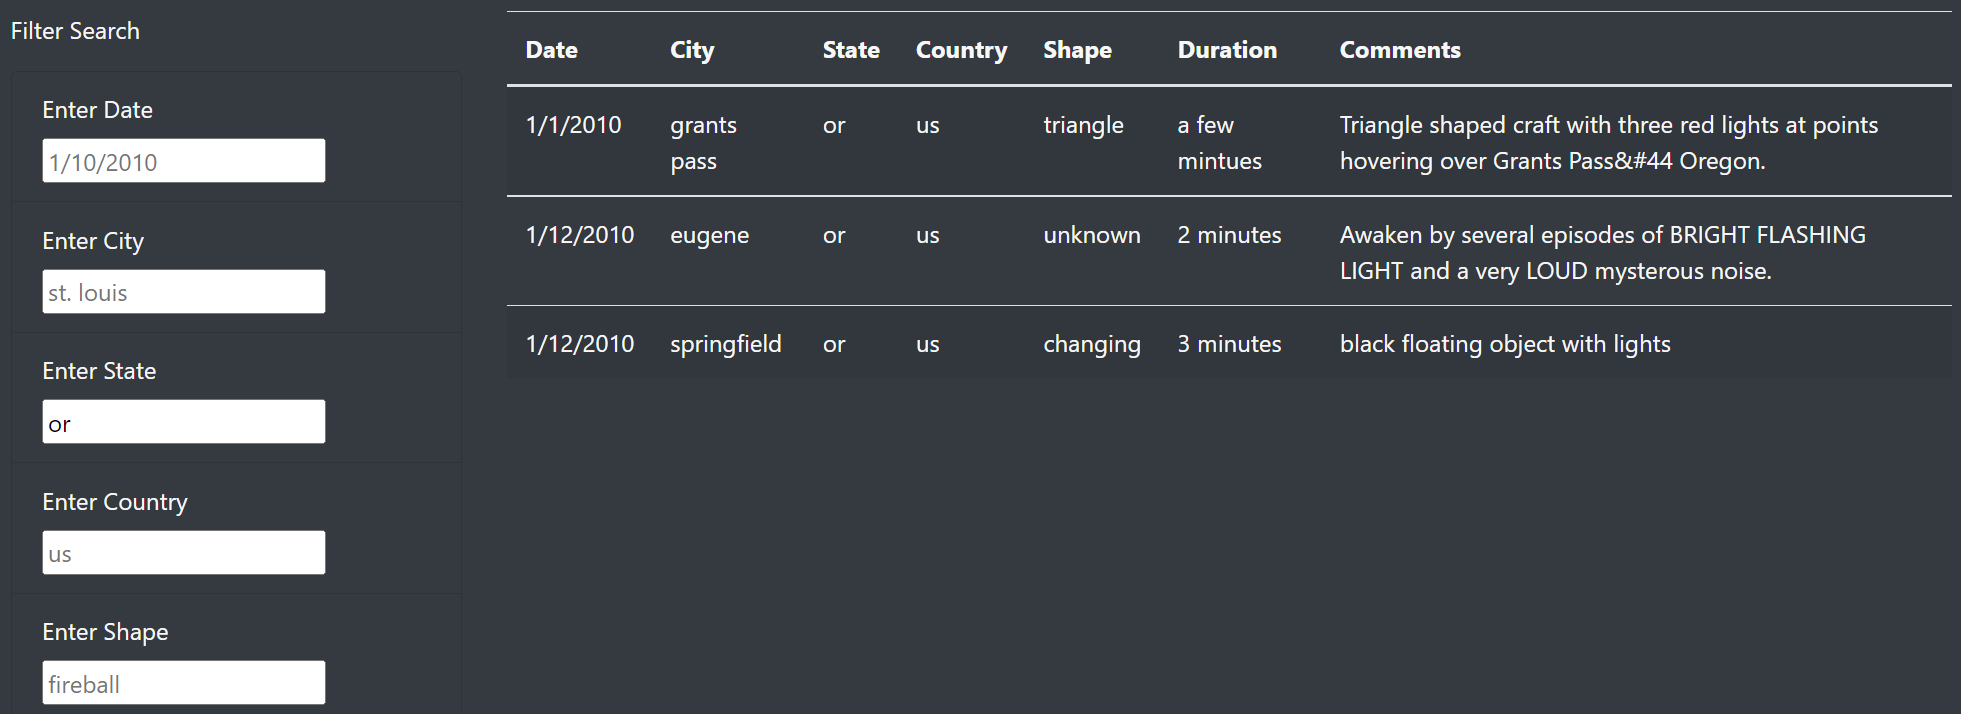 Filter Search
Enter Date
1/10/2010
Enter City
st. louis
Enter State
or
Enter Country
us
Enter Shape
fireball
Date City State Country Shape Duration Comments
1/1/2010 grants or us triangle a few Triangle shaped craft with three red lights at points
pass mintues hovering over Grants Pass&#44 Oregon.
1/12/2010 eugene or us unknown 2 minutes Awaken by several episodes of BRIGHT FLASHING
LIGHT and a very LOUD mysterous noise.
1/12/2010 springfield or us changing 3 minutes black floating object with lights